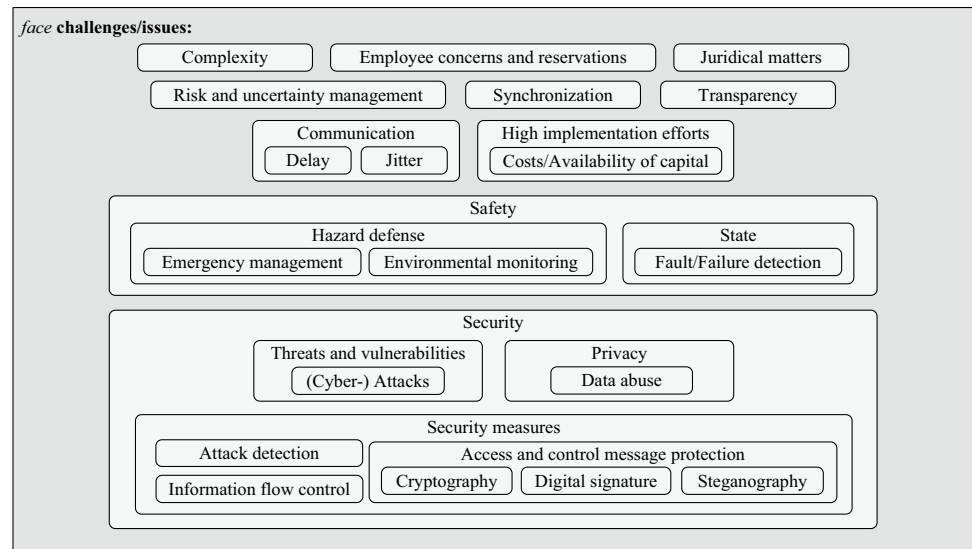 face challenges/issues:
Complexity
Employee concerns and reservations
Juridical matters
Risk and uncertainty management
Synchronization
Transparency
Communication
Delay
Jitter
High implementation efforts
Costs/Availability of capital
Safety
Hazard defense
Emergency management
Environmental monitoring
State
Fault/Failure detection
Security
Threats and vulnerabilities
(Cyber-) Attacks
Privacy
Data abuse
Security measures
Attack detection
Information flow control
Access and control message protection
Cryptography
Digital signature
Steganography